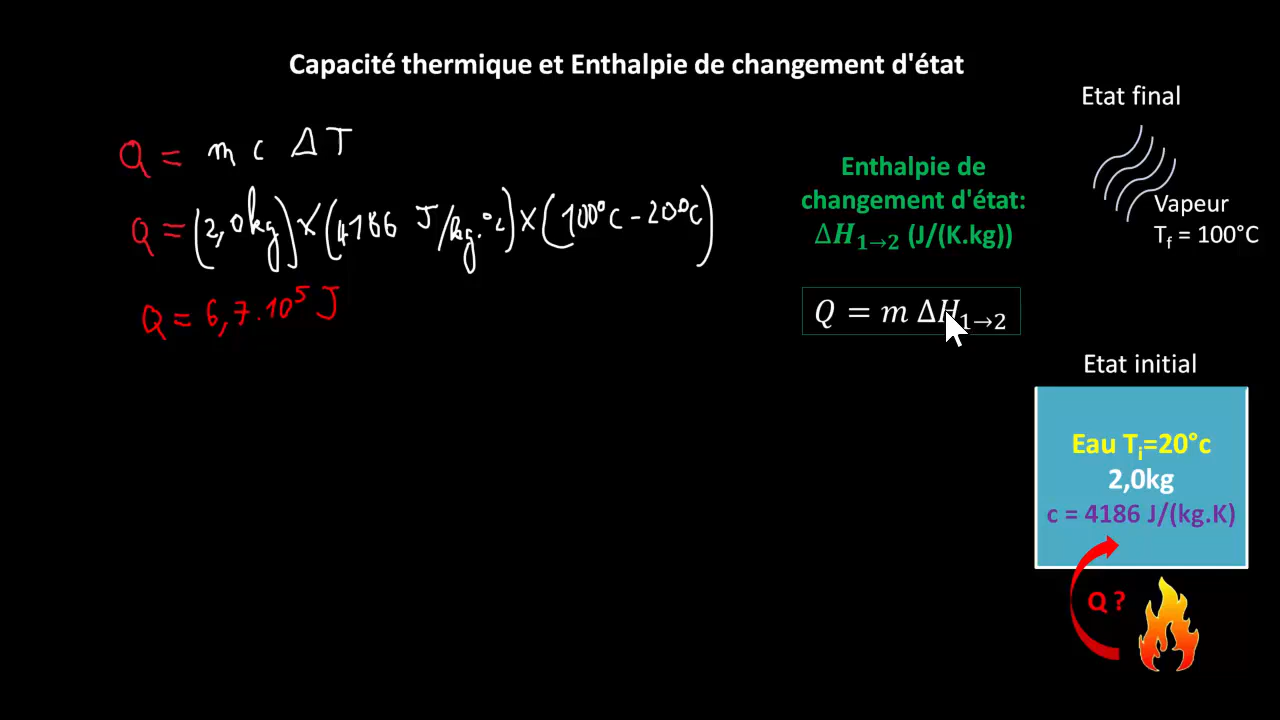 Capacité thermique et Enthalpie de changement d'état
Q = m c ΔT
Q = (2,0kg) × (4186 J/kg.°c) × (100°c - 20°c)
Q = 6,7.10⁵ J
Enthalpie de
changement d'état:
ΔH₁→₂ (J/(K.kg))
Q = m ΔH₁→₂
Etat final
Vapeur
T_f = 100°C
Etat initial
Eau T_i=20°c
2,0kg
c = 4186 J/(kg.K)
Q ?